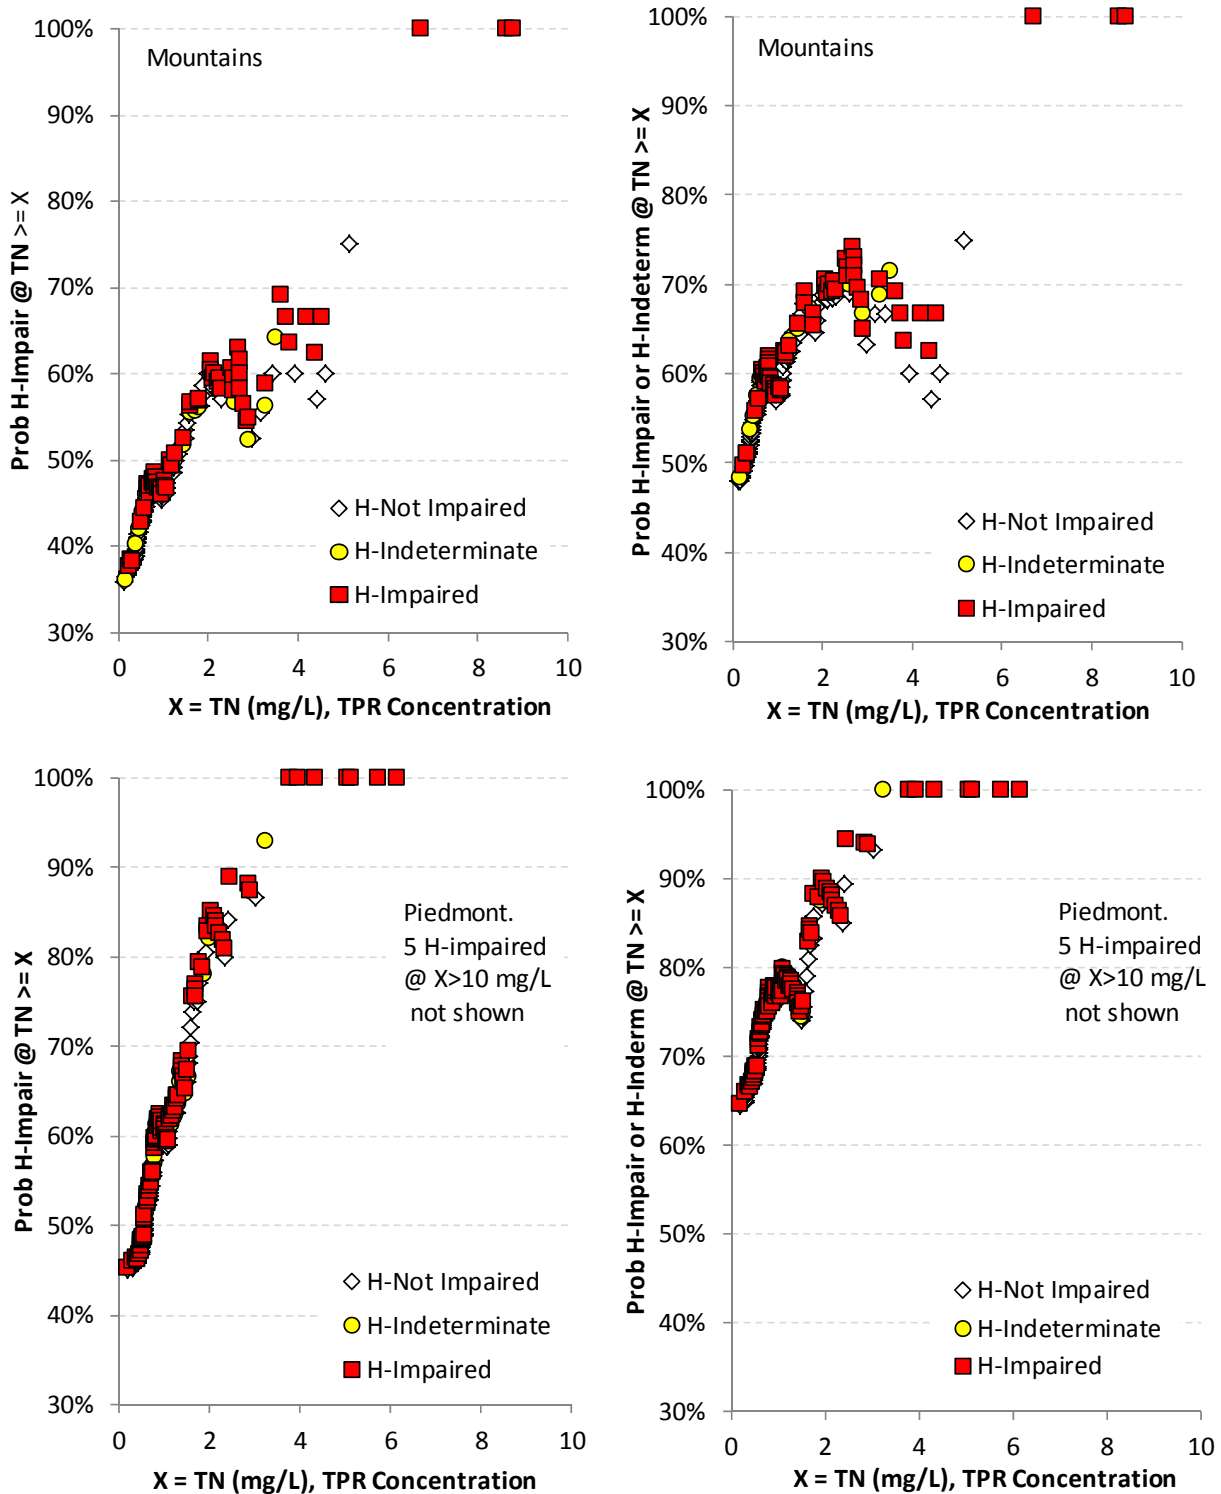 Prob H-Impair @ TN >= X
100%
90%
80%
70%
60%
50%
40%
30%
Mountains
H-Not Impaired
H-Indeterminate
H-Impaired
0 2 4 6 8 10
X = TN (mg/L), TPR Concentration
Prob H-Impair or H-Indeterm @ TN >= X
100%
90%
80%
70%
60%
50%
40%
30%
Mountains
H-Not Impaired
H-Indeterminate
H-Impaired
0 2 4 6 8 10
X = TN (mg/L), TPR Concentration
Prob H-Impair @ TN >= X
100%
90%
80%
70%
60%
50%
40%
30%
Piedmont.
5 H-impaired
@ X>10 mg/L
not shown
H-Not Impaired
H-Indeterminate
H-Impaired
0 2 4 6 8 10
X = TN (mg/L), TPR Concentration
Prob H-Impair or H-Inderm @ TN >= X
100%
90%
80%
70%
60%
50%
40%
30%
Piedmont.
5 H-impaired
@ X>10 mg/L
not shown
H-Not Impaired
H-Indeterminate
H-Impaired
0 2 4 6 8 10
X = TN (mg/L), TPR Concentration